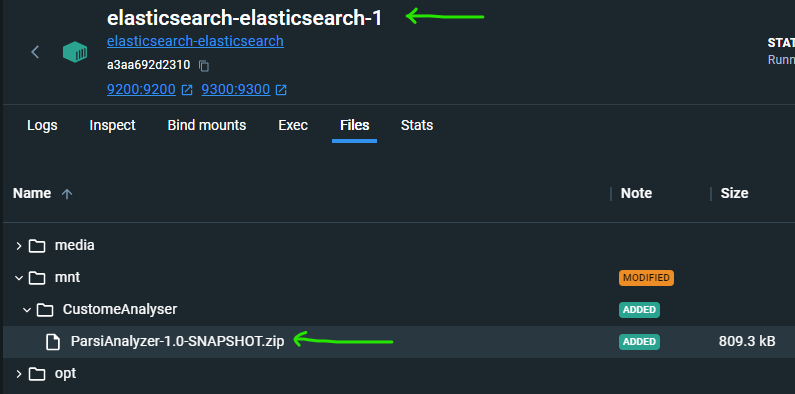 elasticsearch-elasticsearch-1
elasticsearch-elasticsearch
a3aa692d2310
STAT
Runn
9200:9200 9300:9300
Logs Inspect Bind mounts Exec Files Stats
Name Note Size
media
mnt MODIFIED
CustomeAnalyser ADDED
ParsiAnalyzer-1.0-SNAPSHOT.zip ADDED 809.3 kB
opt